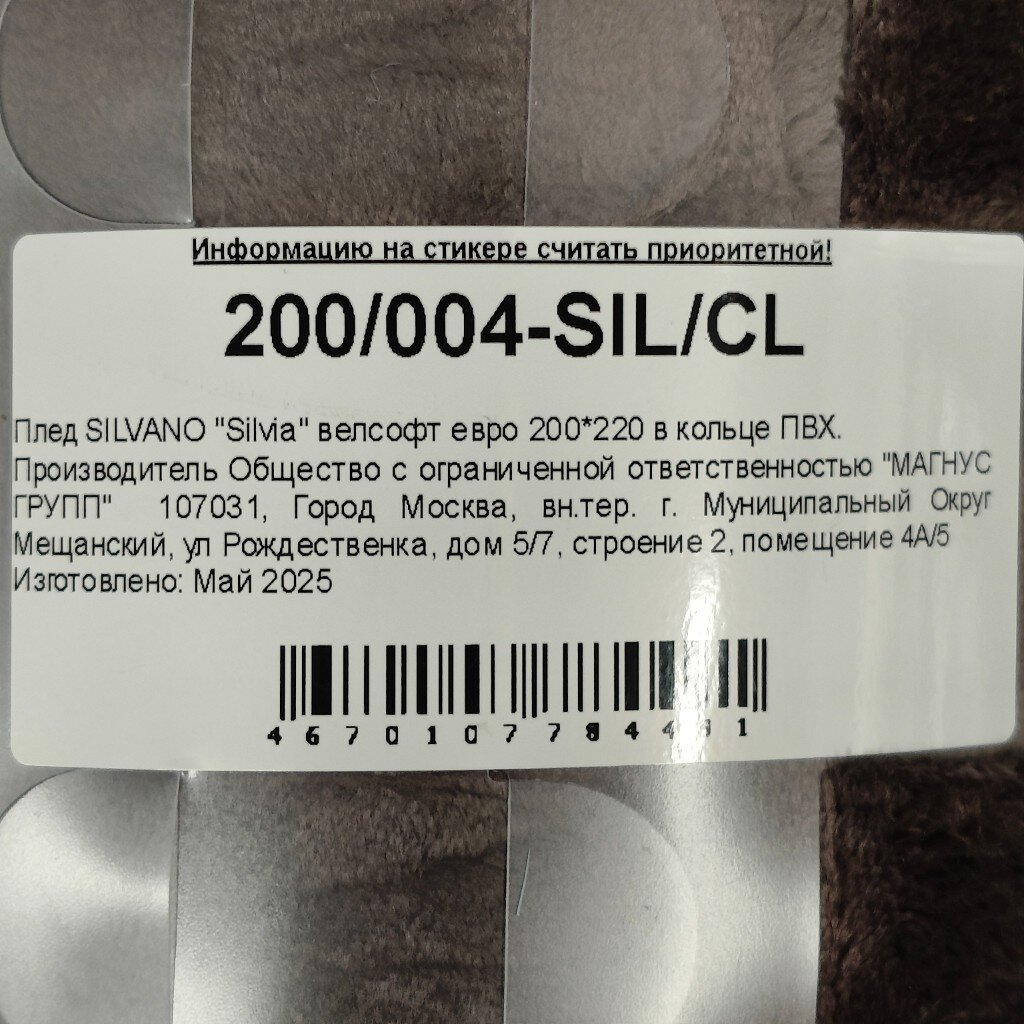 Информацию на стикере считать приоритетной!
200/004-SIL/CL
Плед SILVANO "Silvia" велсофт евро 200*220 в кольце ПВХ.
Производитель Общество с ограниченной ответственностью "МАГНУС
ГРУПП" 107031, Город Москва, вн.тер. г. Муниципальный Округ
Мещанский, ул Рождественка, дом 5/7, строение 2, помещение 4А/5
Изготовлено: Май 2025
4670107784491